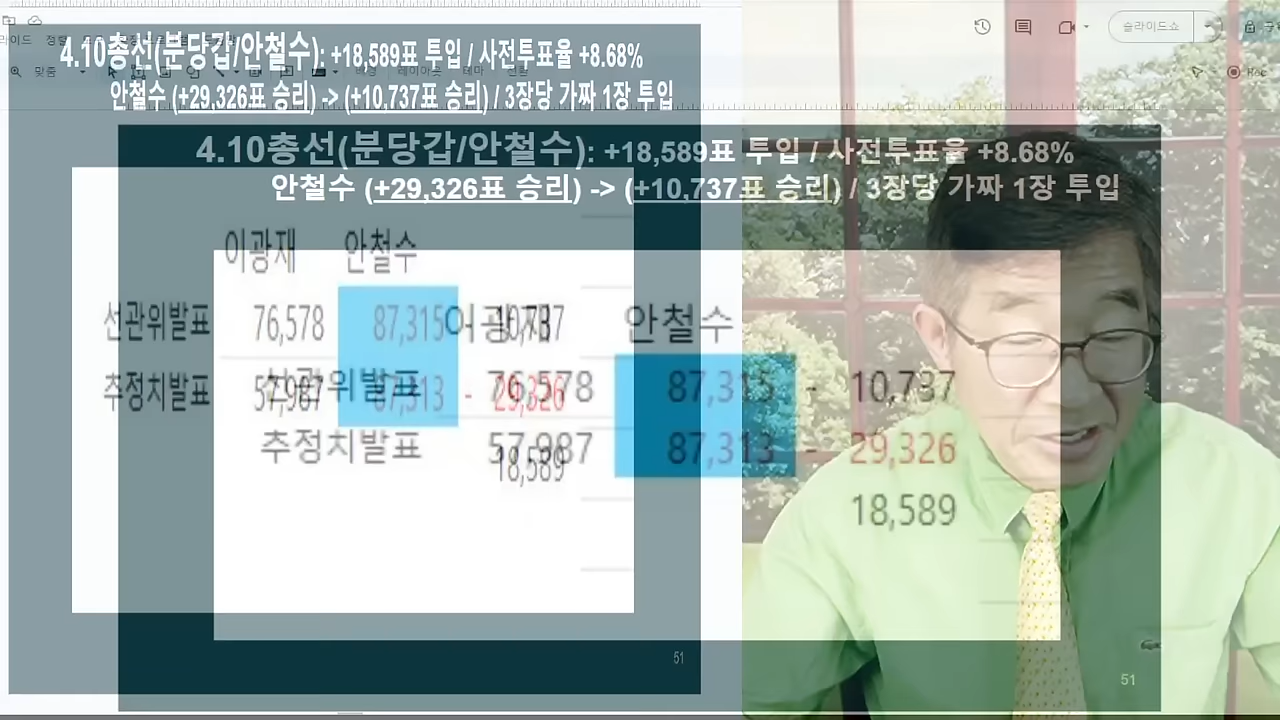 슬라이드쇼
맞춤
4.10총선(분당갑/안철수): +18,589표 투입 / 사전투표율 +8.68%
안철수 (+29,326표 승리) -> (+10,737표 승리) / 3장당 가짜 1장 투입
이광재 안철수
선관위발표 76,578 87,315 10,737
추정치발표 57,987 87,313 - 29,326
18,589
51
4.10총선(분당갑/안철수): +18,589표 투입 / 사전투표율 +8.68%
안철수 (+29,326표 승리) -> (+10,737표 승리) / 3장당 가짜 1장 투입
이광재 안철수
선관위발표 76,578 87,315 - 10,737
추정치발표 57,987 87,313 - 29,326
18,589
51